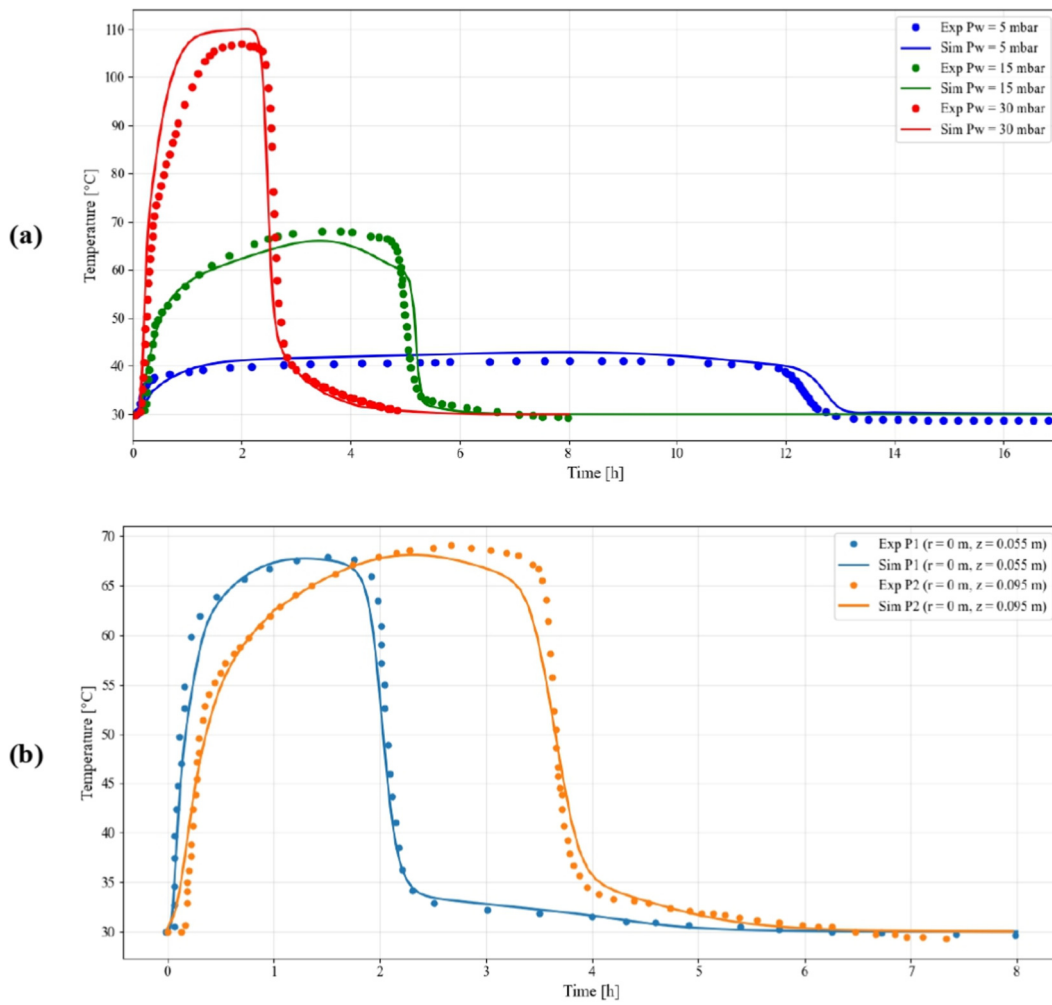 (a)
Temperature [°C]
110
100
90
80
70
60
50
40
30
0 2 4 6 8 10 12 14 16
Time [h]
Exp Pw = 5 mbar
Sim Pw = 5 mbar
Exp Pw = 15 mbar
Sim Pw = 15 mbar
Exp Pw = 30 mbar
Sim Pw = 30 mbar
(b)
Temperature [°C]
70
65
60
55
50
45
40
35
30
0 1 2 3 4 5 6 7 8
Time [h]
Exp P1 (r = 0 m, z = 0.055 m)
Sim P1 (r = 0 m, z = 0.055 m)
Exp P2 (r = 0 m, z = 0.095 m)
Sim P2 (r = 0 m, z = 0.095 m)